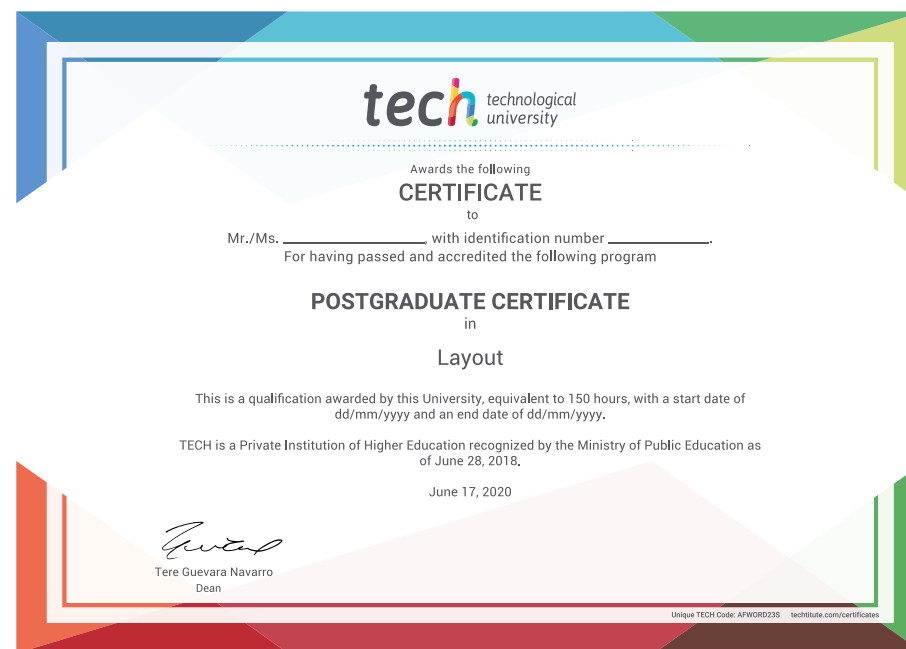 tech technological
university
Awards the following
CERTIFICATE
to
Mr./Ms. ____________, with identification number _________.
For having passed and accredited the following program
POSTGRADUATE CERTIFICATE
in
Layout
This is a qualification awarded by this University, equivalent to 150 hours, with a start date of
dd/mm/yyyy and an end date of dd/mm/yyyy.
TECH is a Private Institution of Higher Education recognized by the Ministry of Public Education as
of June 28, 2018.
June 17, 2020
Tere Guevara Navarro
Dean
Unique TECH Code: AFWORD23S techtitute.com/certificates